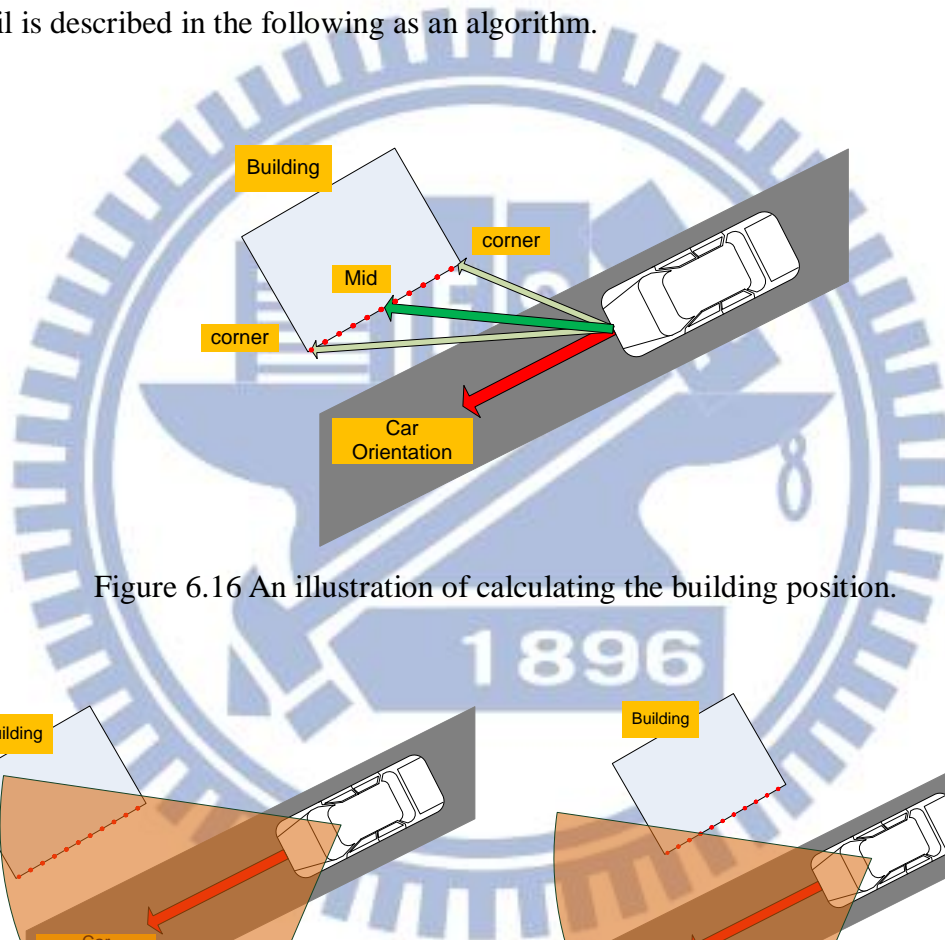 il is described in the following as an algorithm.
Building
corner
Mid
corner
Car
Orientation
Figure 6.16 An illustration of calculating the building position.
1896
Building
uilding